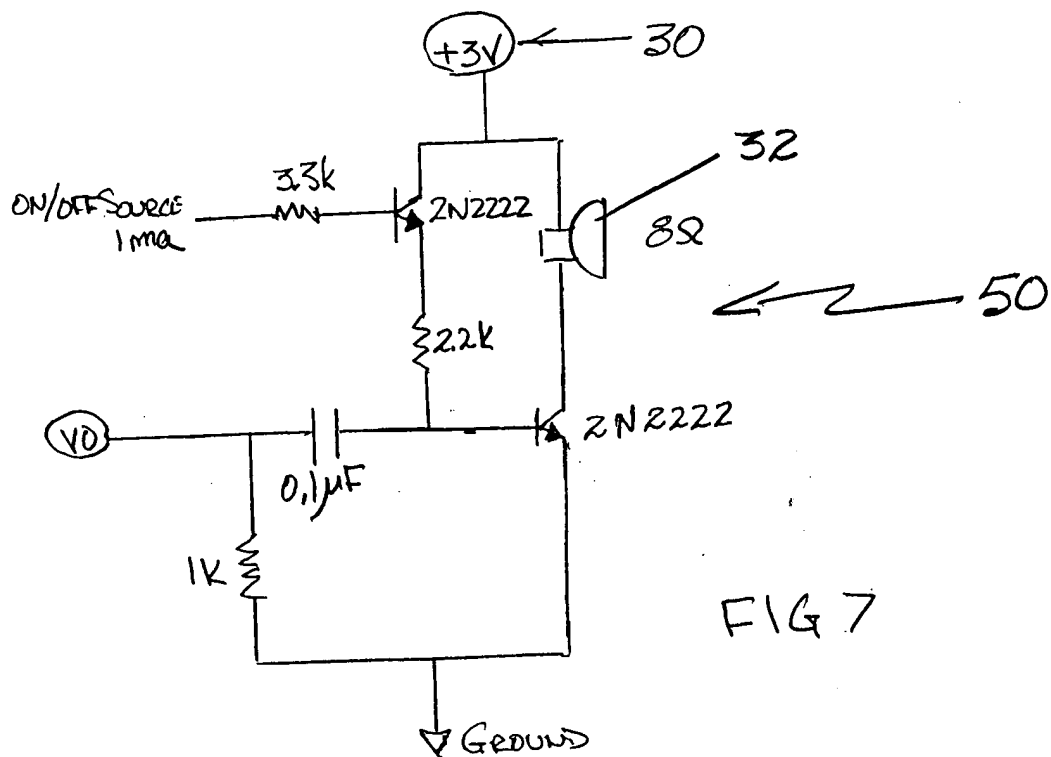 +3V
30
32
3.3k
ON/OFF SOURCE
1ma
2N2222
8Ω
50
2.2k
VO
2N2222
0.1µF
1K
FIG 7
GROUND